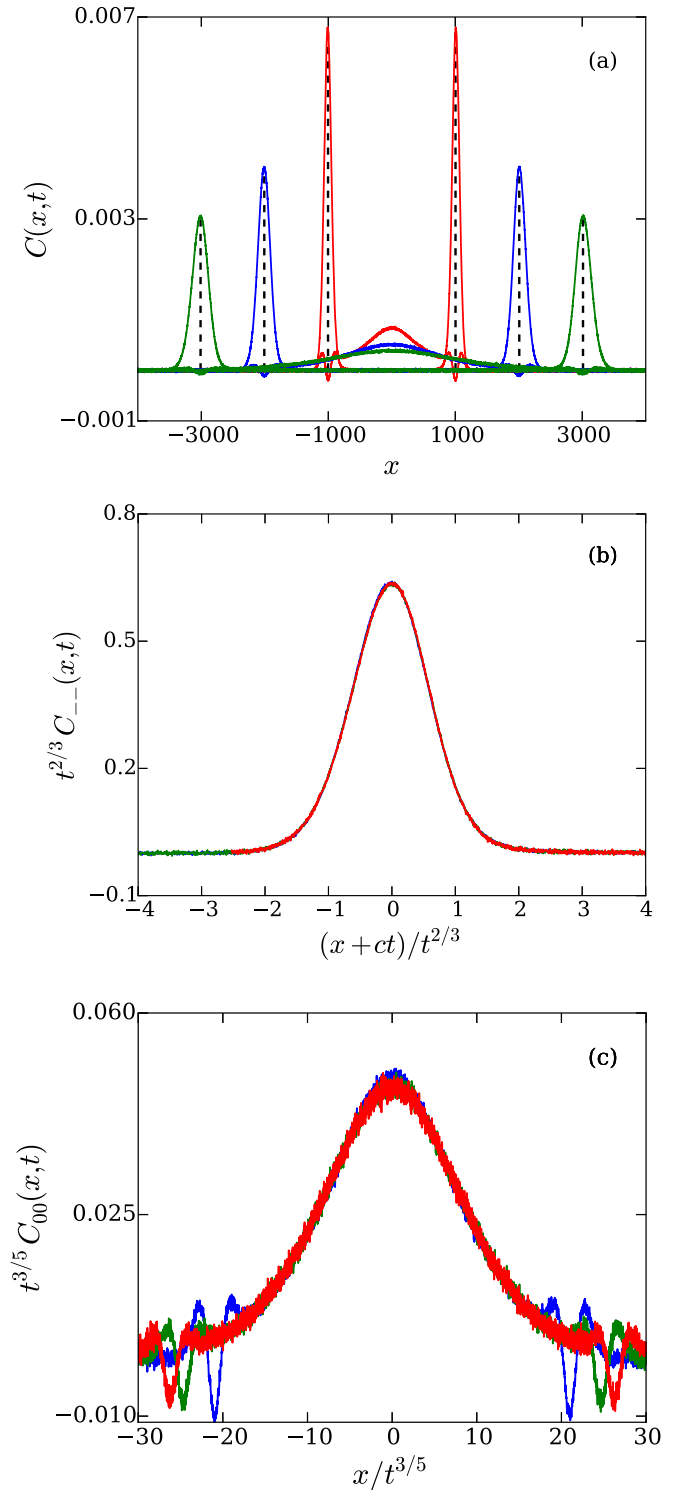 0.007
(a)
C(x,t)
0.003
−0.001
−3000 −1000 1000 3000
x
0.8
(b)
t^{2/3} C_{−−}(x,t)
0.5
0.2
−0.1
−4 −3 −2 −1 0 1 2 3 4
(x+ct)/t^{2/3}
0.060
(c)
t^{3/5} C_{00}(x,t)
0.025
−0.010
−30 −20 −10 0 10 20 30
x/t^{3/5}